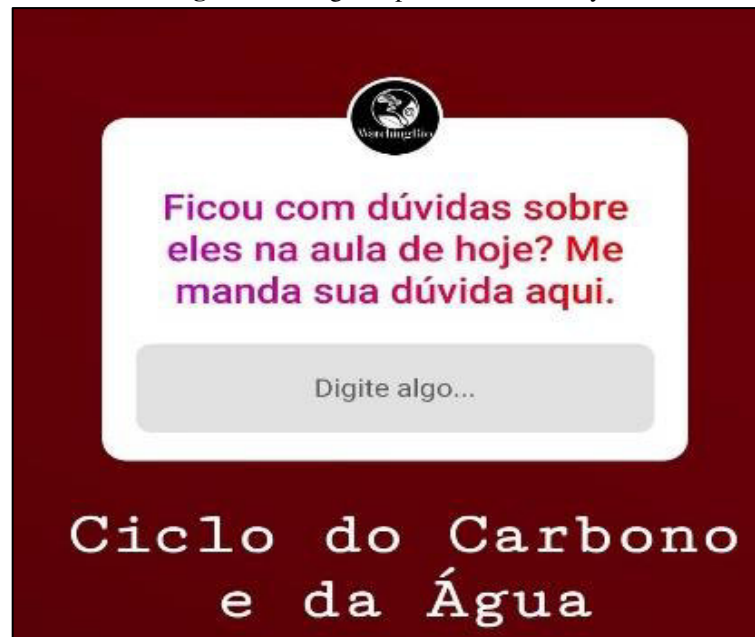 Ficou com dúvidas sobre
eles na aula de hoje? Me
manda sua dúvida aqui.
Digite algo...
Ciclo do Carbono
e da Água